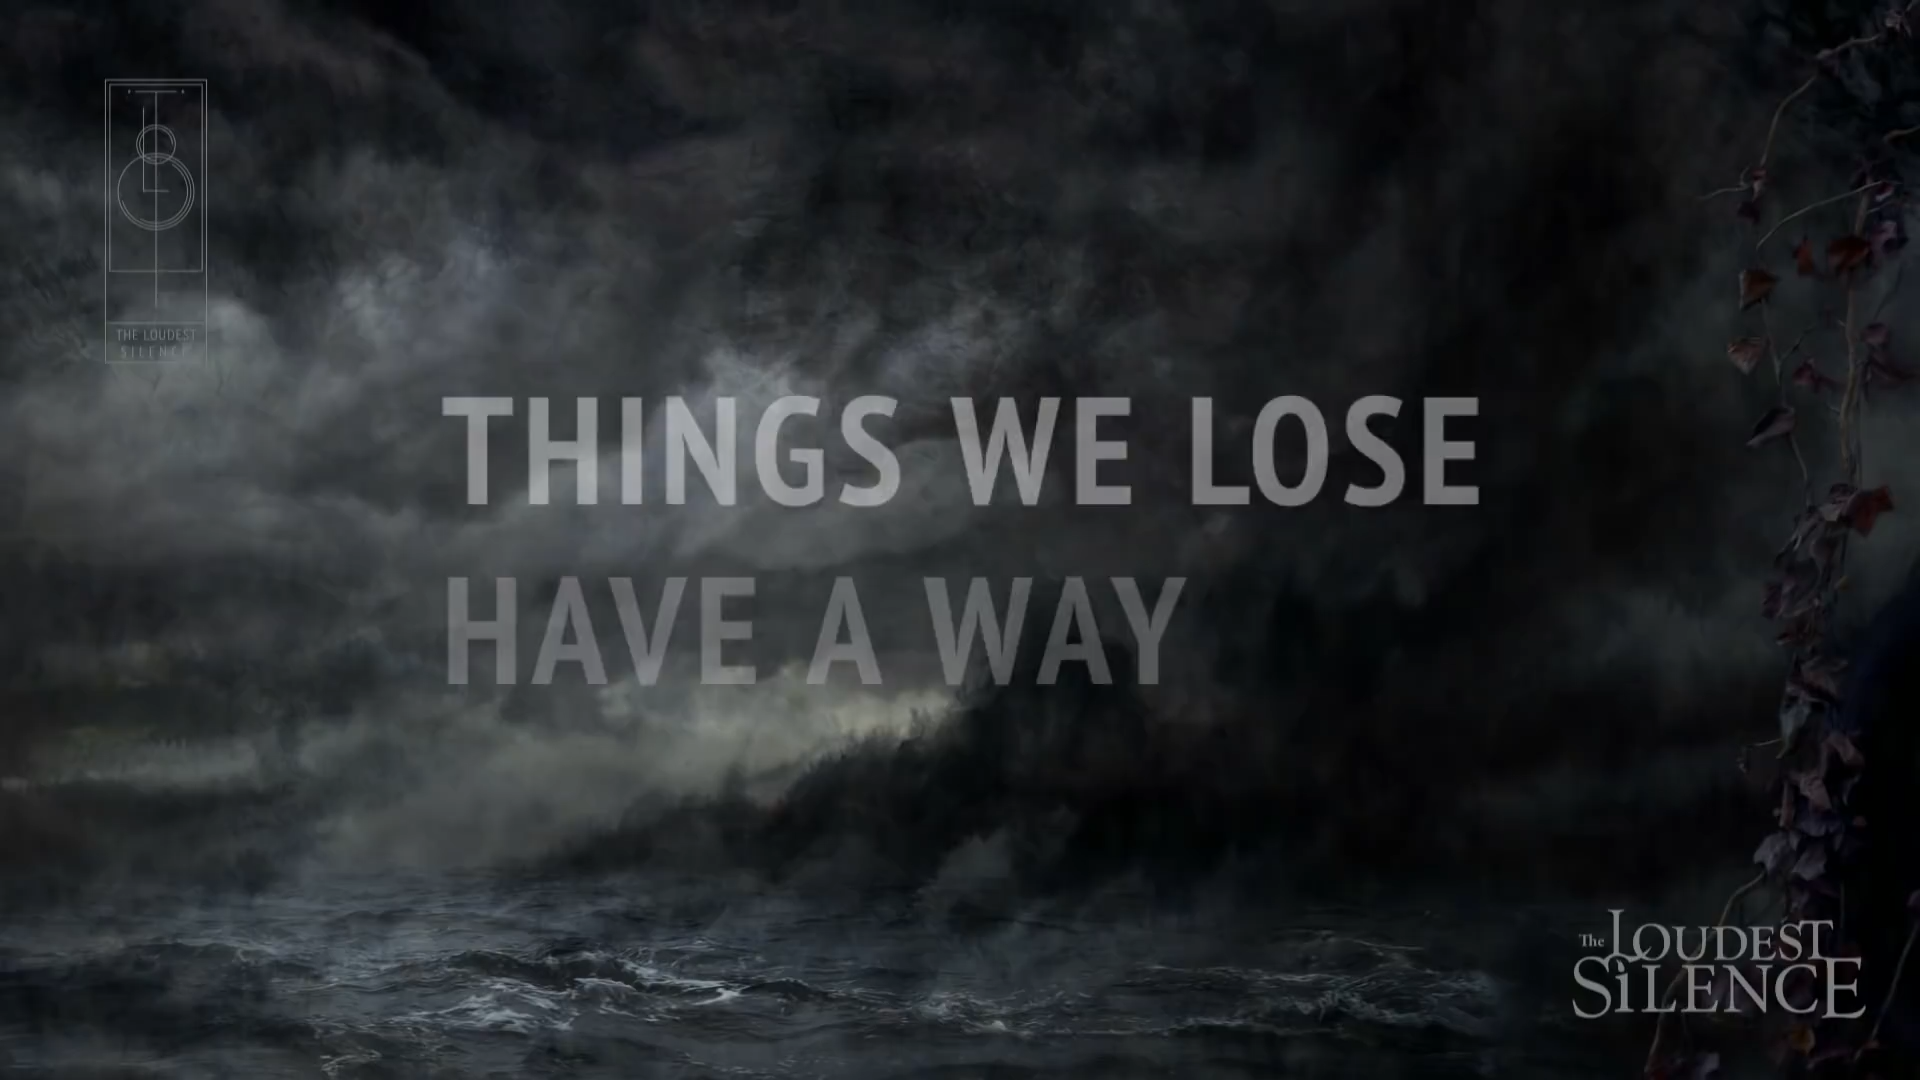 THE LOUDEST
SILENCE
THINGS WE LOSE
HAVE A WAY
The LOUDEST
SiLENCE